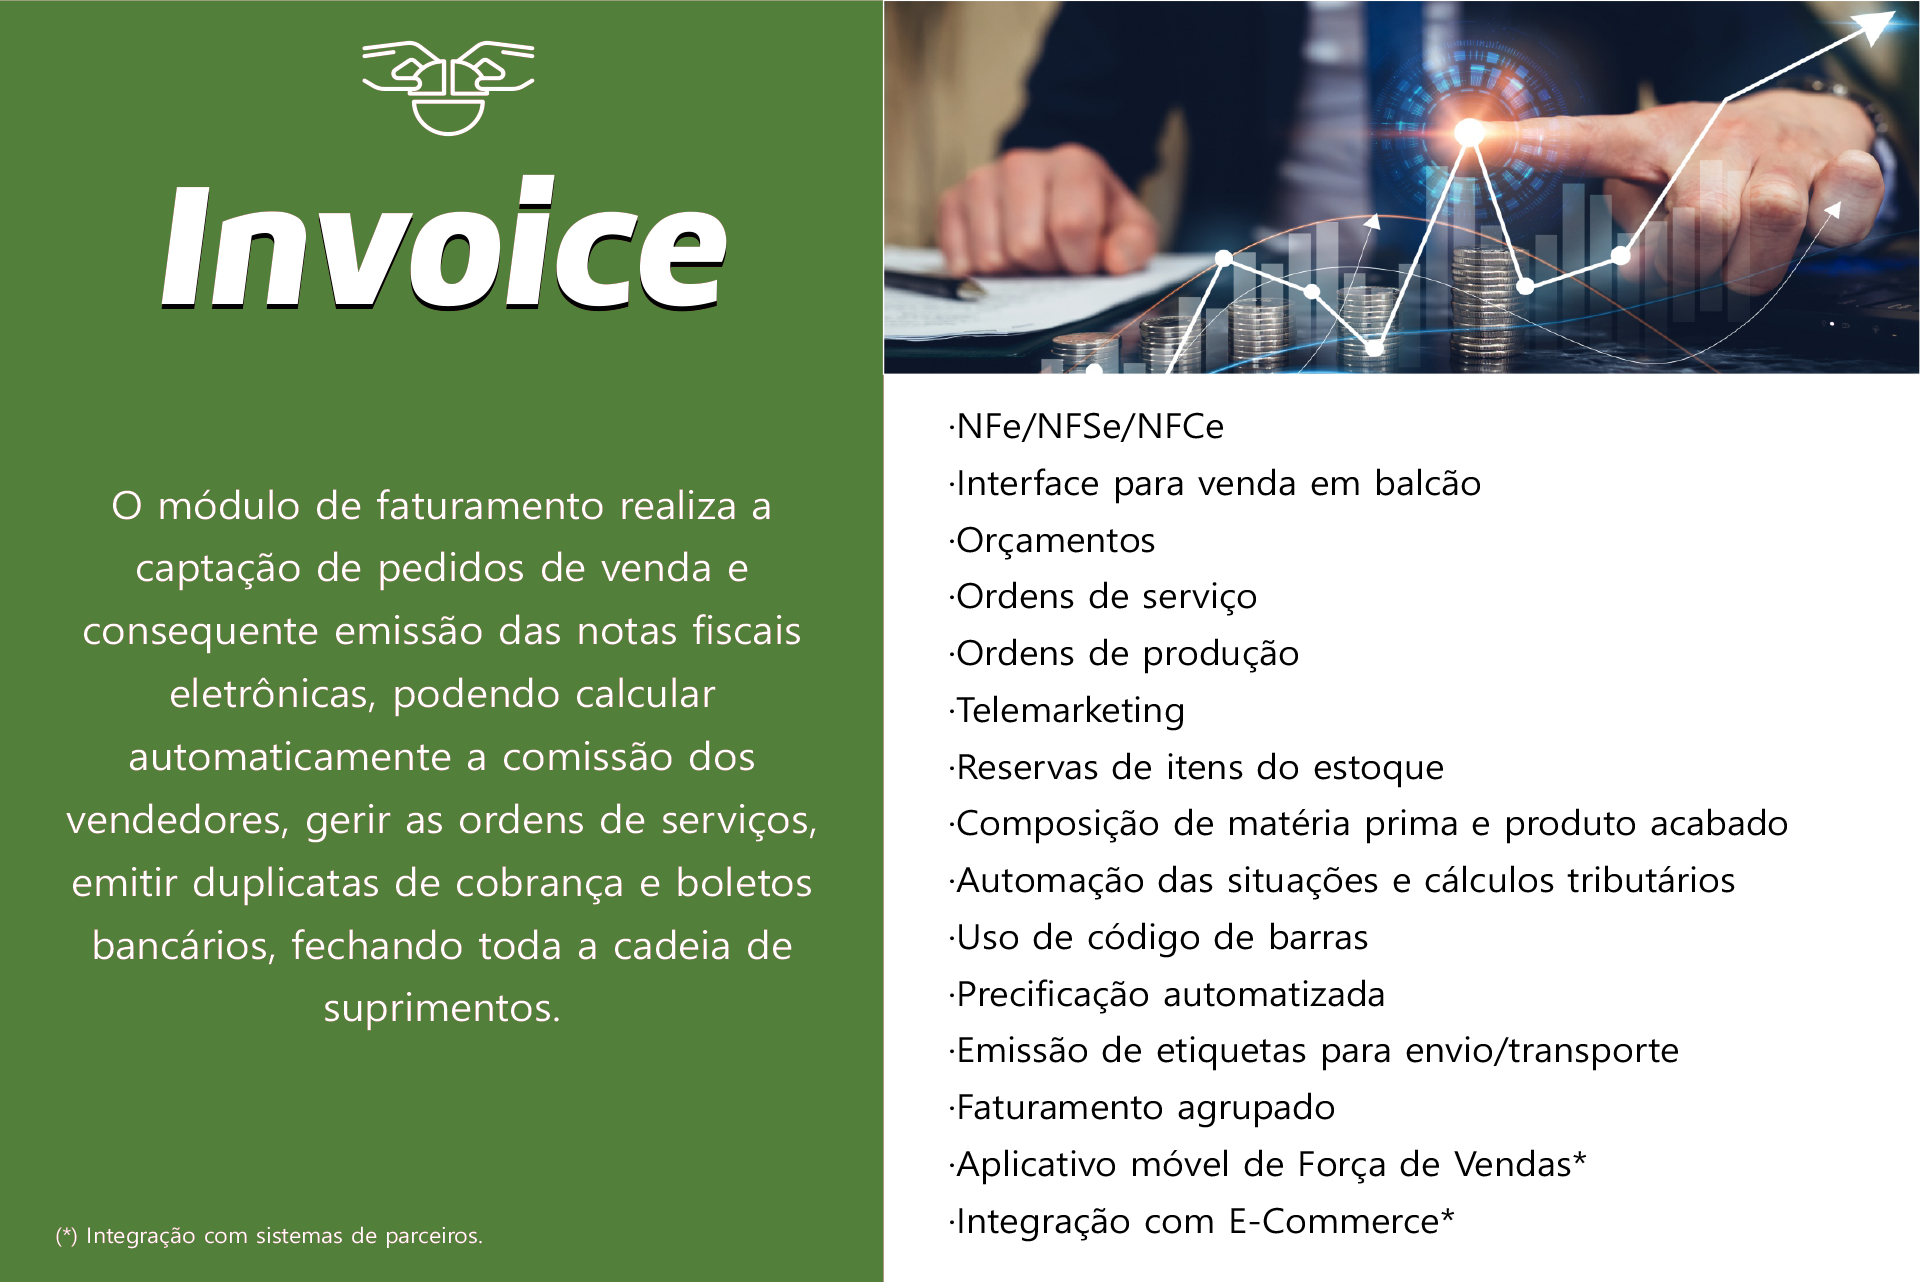 Invoice
O módulo de faturamento realiza a
captação de pedidos de venda e
consequente emissão das notas fiscais
eletrônicas, podendo calcular
automaticamente a comissão dos
vendedores, gerir as ordens de serviços,
emitir duplicatas de cobrança e boletos
bancários, fechando toda a cadeia de
suprimentos.
(*) Integração com sistemas de parceiros.
·NFe/NFSe/NFCe
·Interface para venda em balcão
·Orçamentos
·Ordens de serviço
·Ordens de produção
·Telemarketing
·Reservas de itens do estoque
·Composição de matéria prima e produto acabado
·Automação das situações e cálculos tributários
·Uso de código de barras
·Precificação automatizada
·Emissão de etiquetas para envio/transporte
·Faturamento agrupado
·Aplicativo móvel de Força de Vendas*
·Integração com E-Commerce*